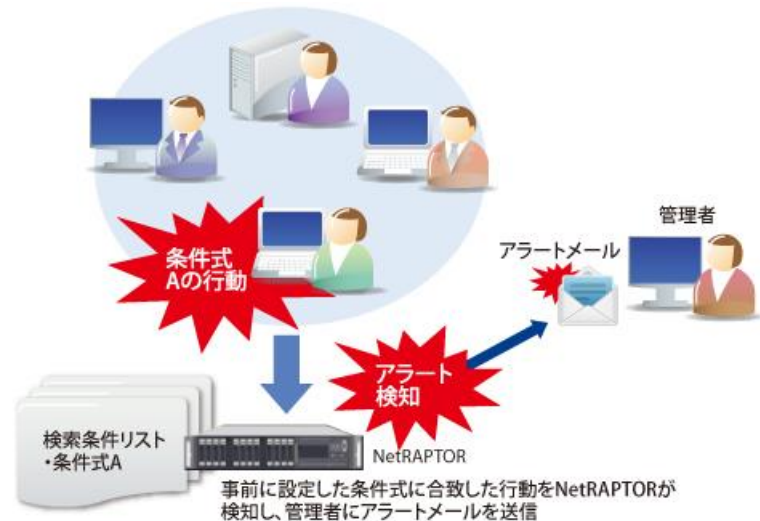 条件式
Aの行動
管理者
アラートメール
アラート
検知
検索条件リスト
・条件式A
NetRAPTOR
事前に設定した条件式に合致した行動をNetRAPTORが
検知し、管理者にアラートメールを送信